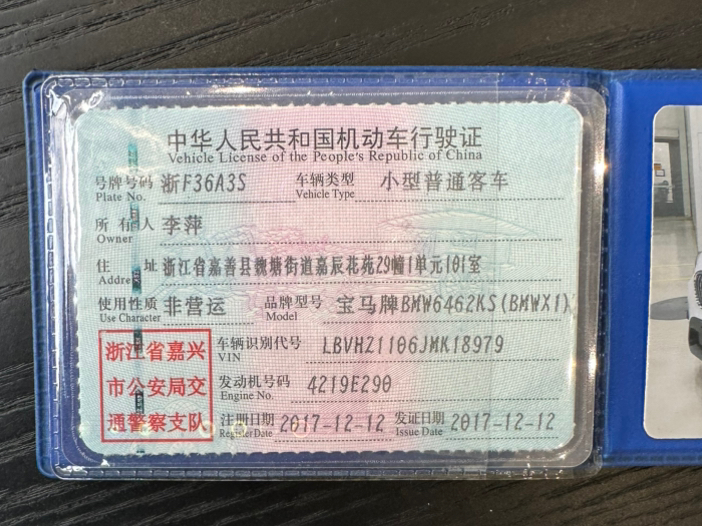 中华人民共和国机动车行驶证
Vehicle License of the People's Republic of China
号牌号码 浙F36A3S 车辆类型 小型普通客车
Plate No. Vehicle Type
所有人 李萍
Owner
住址 浙江省嘉善县魏塘街道嘉辰花苑29幢1单元101室
Address
使用性质 非营运 品牌型号 宝马牌BMW6462KS(BMWX1)
Use Character Model
浙江省嘉兴 车辆识别代号 LBVHZ1106JMK18979
VIN
市公安局交 发动机号码 4219E290
Engine No.
通警察支队 注册日期 2017-12-12 发证日期 2017-12-12
Register Date Issue Date